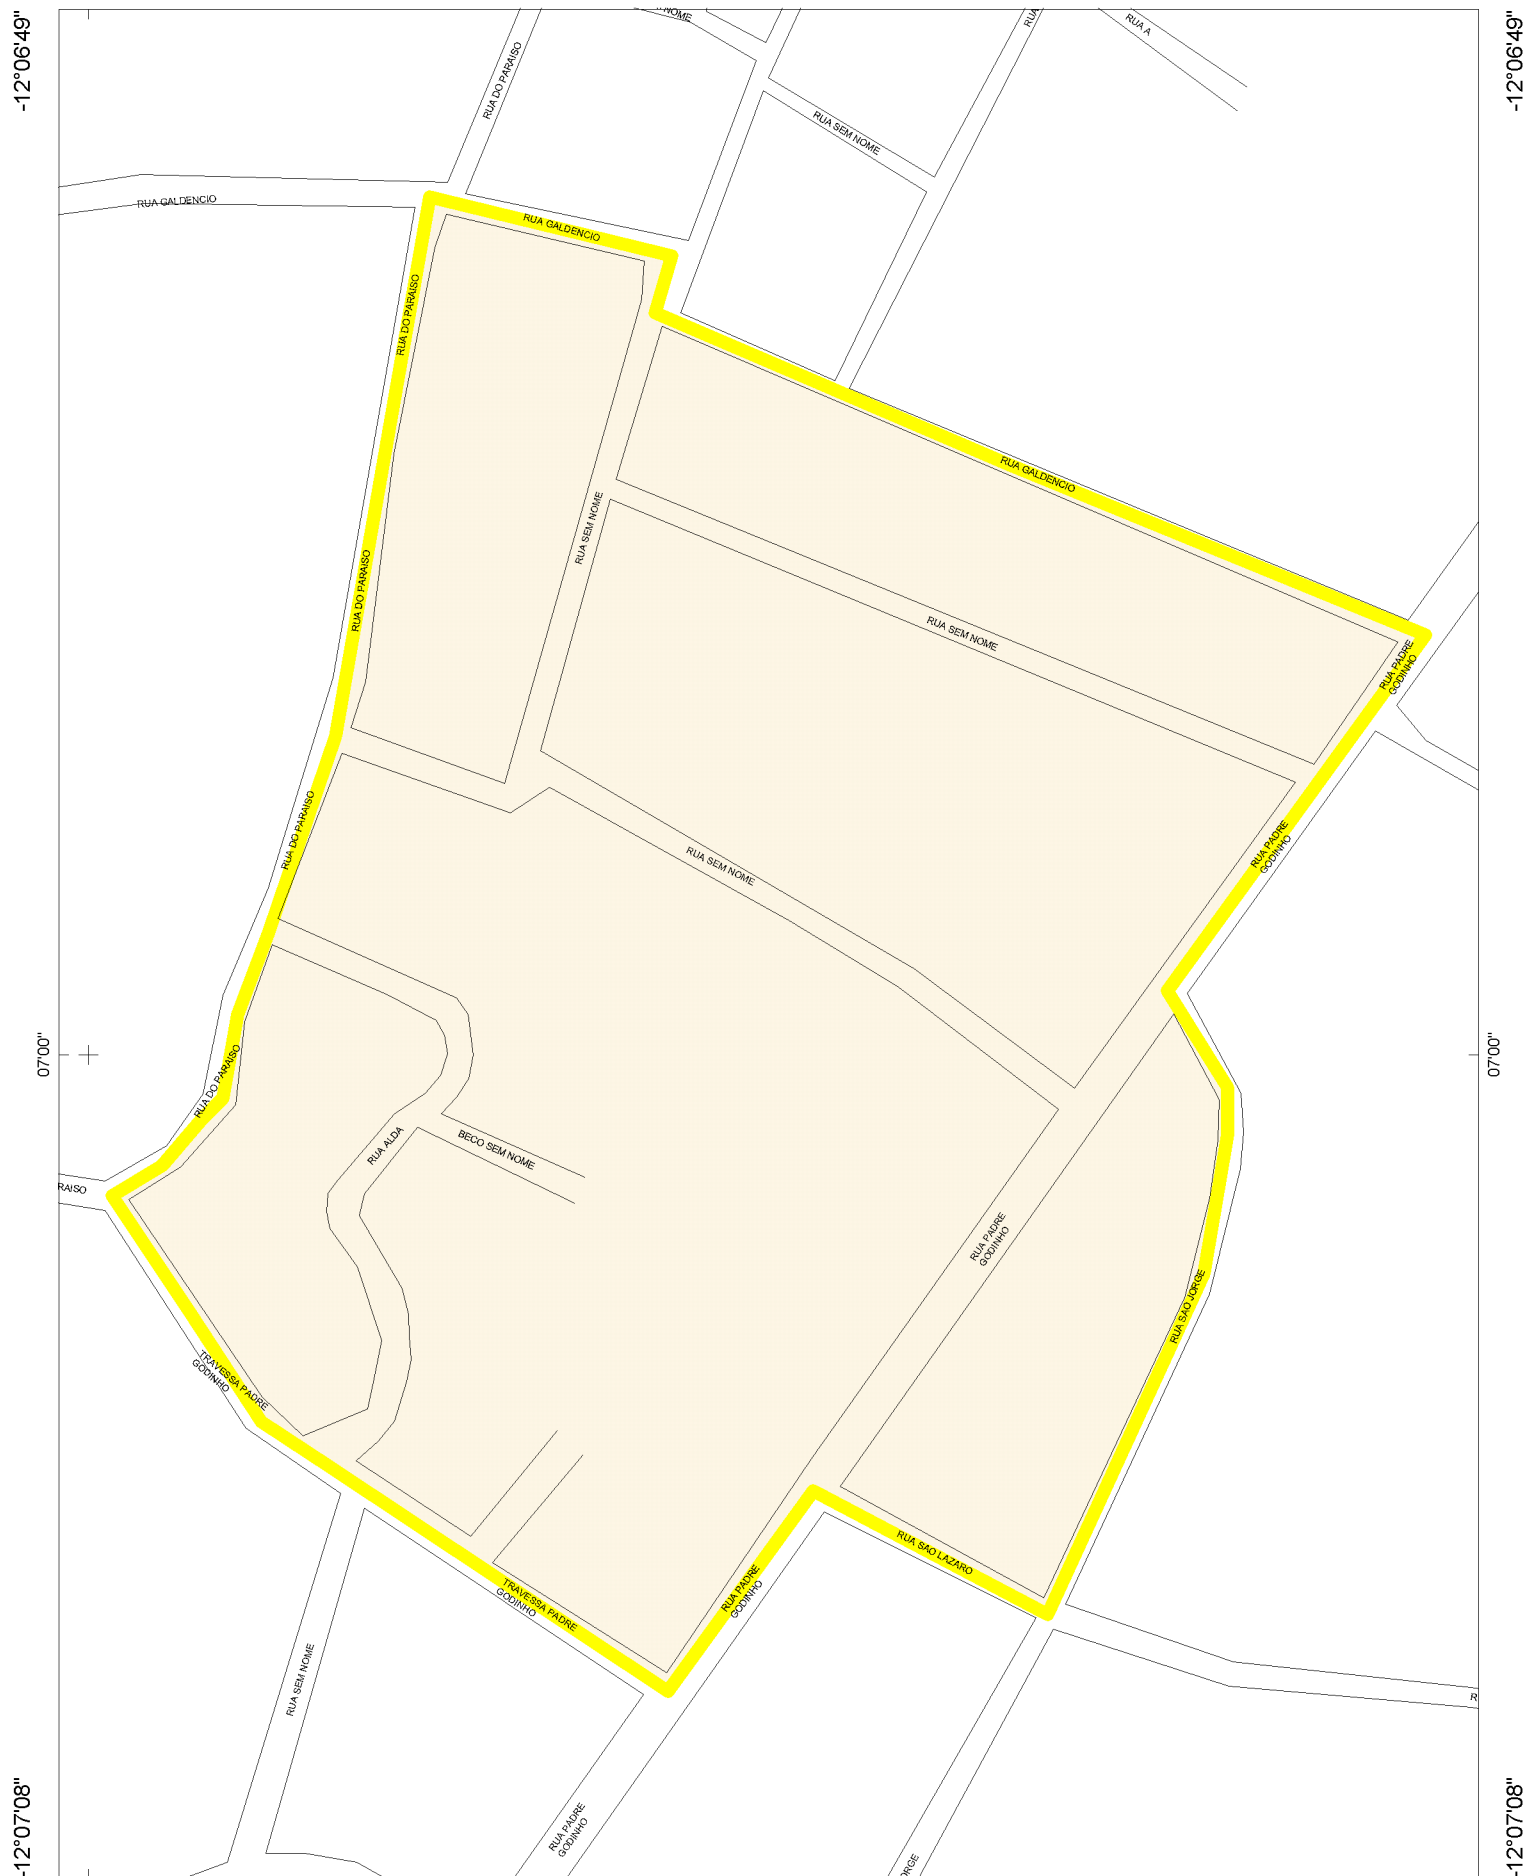 -12°06'49"
-12°06'49"
NOME
RUA
RUA A
RUA DO PARAISO
RUA SEM NOME
RUA GALDENCIO
RUA GALDENCIO
RUA DO PARAISO
RUA GALDENCIO
RUA SEM NOME
RUA DO PARAISO
RUA SEM NOME
RUA PADRE
GODINHO
RUA DO PARAISO
RUA SEM NOME
RUA PADRE
GODINHO
07'00"
07'00"
RUA DO PARAISO
RUA ALDA
BECO SEM NOME
RAISO
RUA PADRE
GODINHO
RUA SAO JORGE
TRAVESSA PADRE
GODINHO
RUA SAO LAZARO
TRAVESSA PADRE
GODINHO
RUA PADRE
GODINHO
RUA SEM NOME
R
RUA PADRE
GODINHO
ORGE
-12°07'08"
-12°07'08"